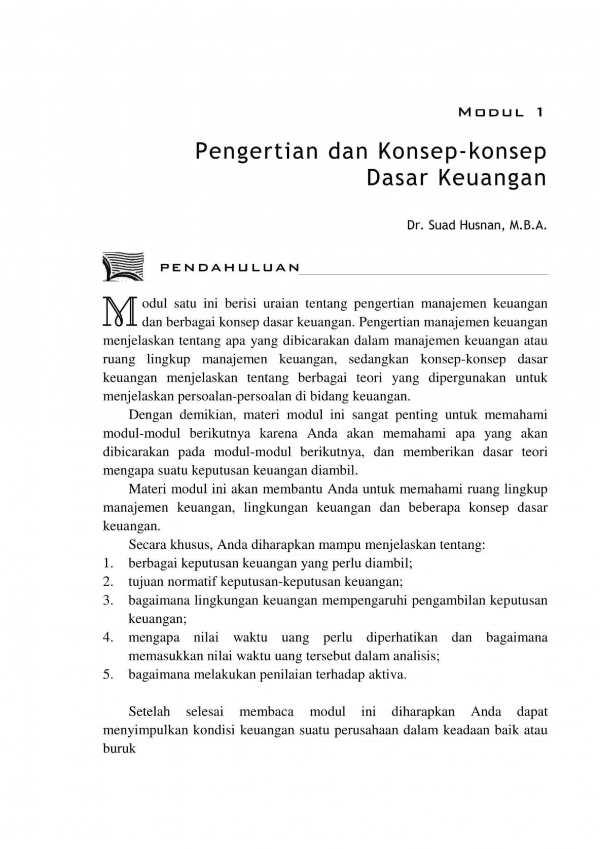 MODUL 1
Pengertian dan Konsep-konsep
Dasar Keuangan
Dr. Suad Husnan, M.B.A.
PENDAHULUAN
Modul satu ini berisi uraian tentang pengertian manajemen keuangan
dan berbagai konsep dasar keuangan. Pengertian manajemen keuangan
menjelaskan tentang apa yang dibicarakan dalam manajemen keuangan atau
ruang lingkup manajemen keuangan, sedangkan konsep-konsep dasar
keuangan menjelaskan tentang berbagai teori yang dipergunakan untuk
menjelaskan persoalan-persoalan di bidang keuangan.
Dengan demikian, materi modul ini sangat penting untuk memahami
modul-modul berikutnya karena Anda akan memahami apa yang akan
dibicarakan pada modul-modul berikutnya, dan memberikan dasar teori
mengapa suatu keputusan keuangan diambil.
Materi modul ini akan membantu Anda untuk memahami ruang lingkup
manajemen keuangan, lingkungan keuangan dan beberapa konsep dasar
keuangan.
Secara khusus, Anda diharapkan mampu menjelaskan tentang:
1. berbagai keputusan keuangan yang perlu diambil;
2. tujuan normatif keputusan-keputusan keuangan;
3. bagaimana lingkungan keuangan mempengaruhi pengambilan keputusan
keuangan;
4. mengapa nilai waktu uang perlu diperhatikan dan bagaimana
memasukkan nilai waktu uang tersebut dalam analisis;
5. bagaimana melakukan penilaian terhadap aktiva.
Setelah selesai membaca modul ini diharapkan Anda dapat
menyimpulkan kondisi keuangan suatu perusahaan dalam keadaan baik atau
buruk